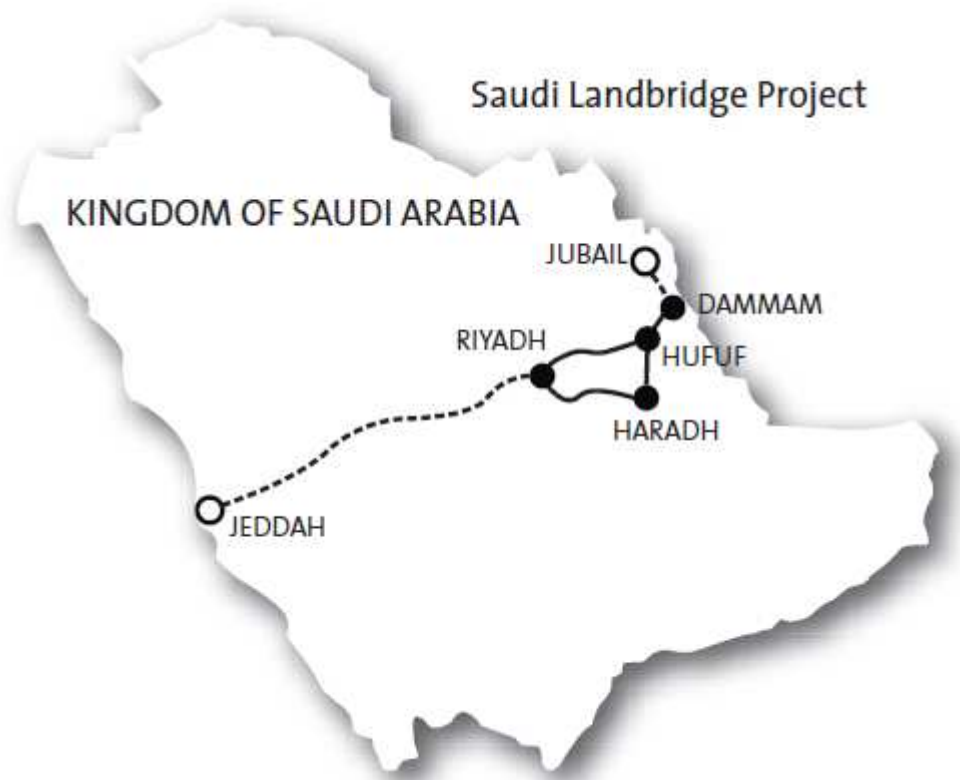 Saudi Landbridge Project
KINGDOM OF SAUDI ARABIA
JUBAIL
DAMMAM
RIYADH
HUFUF
HARADH
JEDDAH